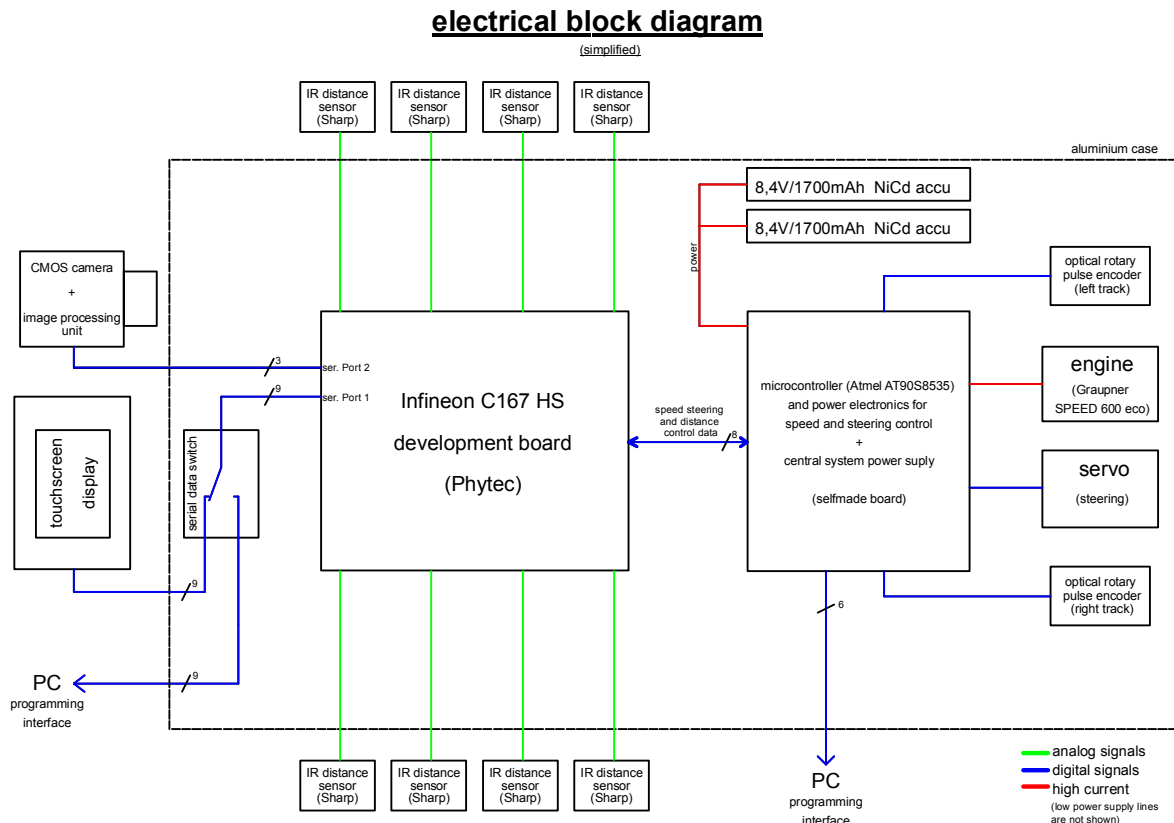 electrical block diagram
(simplified)
IR distance
sensor
(Sharp)
IR distance
sensor
(Sharp)
IR distance
sensor
(Sharp)
IR distance
sensor
(Sharp)
aluminium case
8,4V/1700mAh NiCd accu
8,4V/1700mAh NiCd accu
power
CMOS camera
+
image processing
unit
optical rotary
pulse encoder
(left track)
3
ser. Port 2
9
ser. Port 1
Infineon C167 HS
development board
(Phytec)
speed steering
and distance
control data
8
microcontroller (Atmel AT90S8535)
and power electronics for
speed and steering control
+
central system power suply
(selfmade board)
engine
(Graupner
SPEED 600 eco)
servo
(steering)
touchscreen
display
serial data switch
9
optical rotary
pulse encoder
(right track)
6
9
PC
programming
interface
IR distance
sensor
(Sharp)
IR distance
sensor
(Sharp)
IR distance
sensor
(Sharp)
IR distance
sensor
(Sharp)
PC
programming
interface
analog signals
digital signals
high current
(low power supply lines
are not shown)